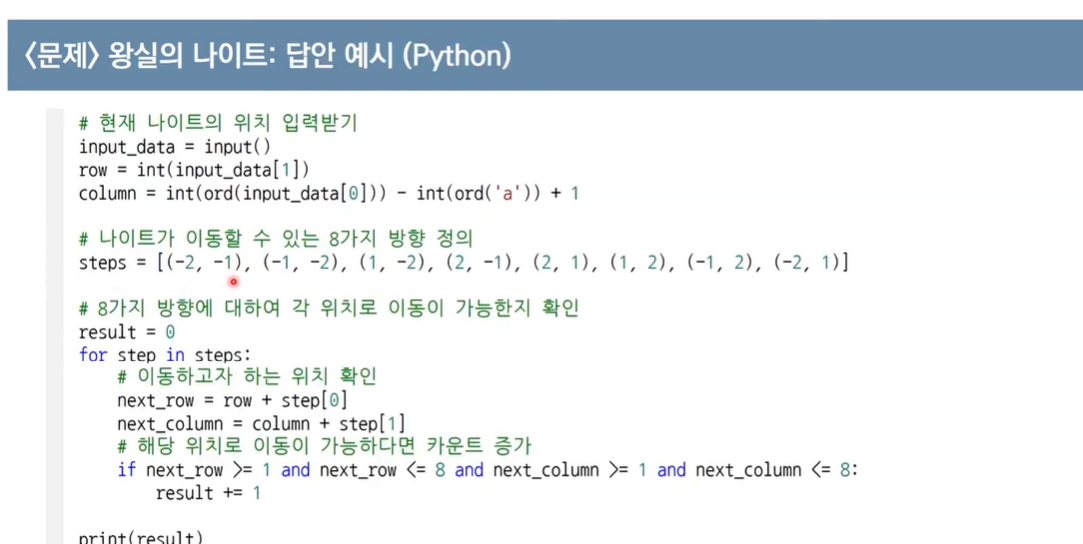 <문제> 왕실의 나이트: 답안 예시 (Python)
# 현재 나이트의 위치 입력받기
input_data = input()
row = int(input_data[1])
column = int(ord(input_data[0])) - int(ord('a')) + 1
# 나이트가 이동할 수 있는 8가지 방향 정의
steps = [(-2, -1), (-1, -2), (1, -2), (2, -1), (2, 1), (1, 2), (-1, 2), (-2, 1)]
# 8가지 방향에 대하여 각 위치로 이동이 가능한지 확인
result = 0
for step in steps:
    # 이동하고자 하는 위치 확인
    next_row = row + step[0]
    next_column = column + step[1]
    # 해당 위치로 이동이 가능하다면 카운트 증가
    if next_row >= 1 and next_row <= 8 and next_column >= 1 and next_column <= 8:
        result += 1
print(result)